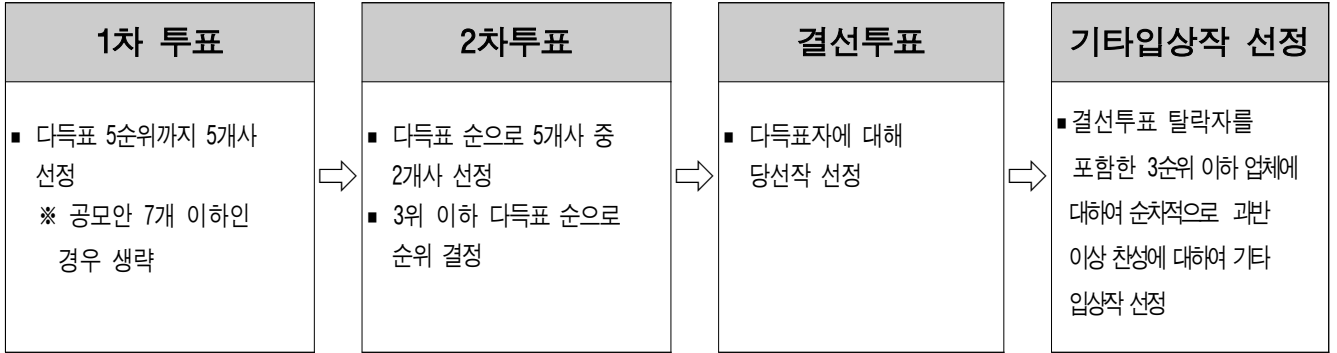 1차 투표
■ 다득표 5순위까지 5개사
선정
※ 공모안 7개 이하인
경우 생략
⇨
2차투표
■ 다득표 순으로 5개사 중
2개사 선정
■ 3위 이하 다득표 순으로
순위 결정
⇨
결선투표
■ 다득표자에 대해
당선작 선정
⇨
기타입상작 선정
■ 결선투표 탈락자를
포함한 3순위 이하 업체에
대하여 순차적으로 과반
이상 찬성에 대하여 기타
입상작 선정